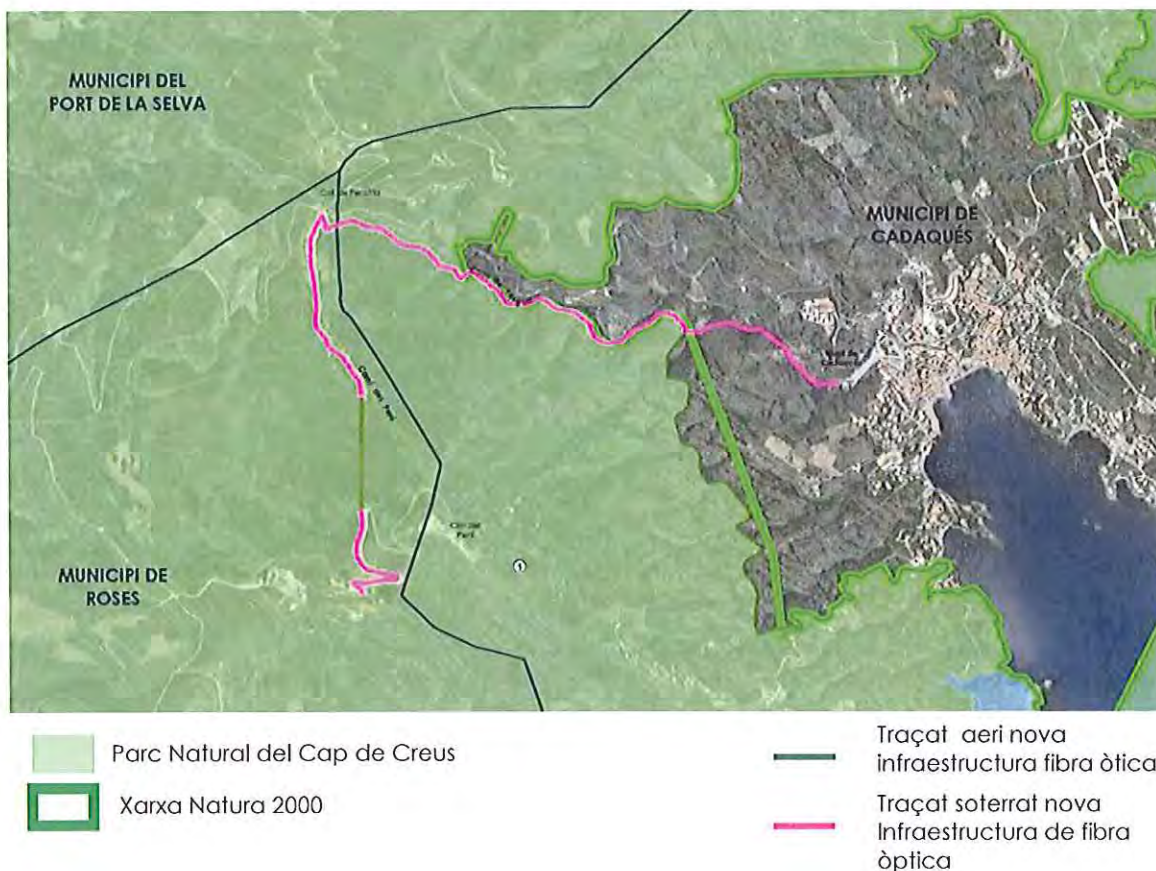 MUNICIPI DEL
PORT DE LA SELVA
MUNICIPI DE
CADAQUÉS
MUNICIPI DE
ROSES
1
Parc Natural del Cap de Creus
Xarxa Natura 2000
Traçat aeri nova
infraestructura fibra òtica
Traçat soterrat nova
Infraestructura de fibra
òptica